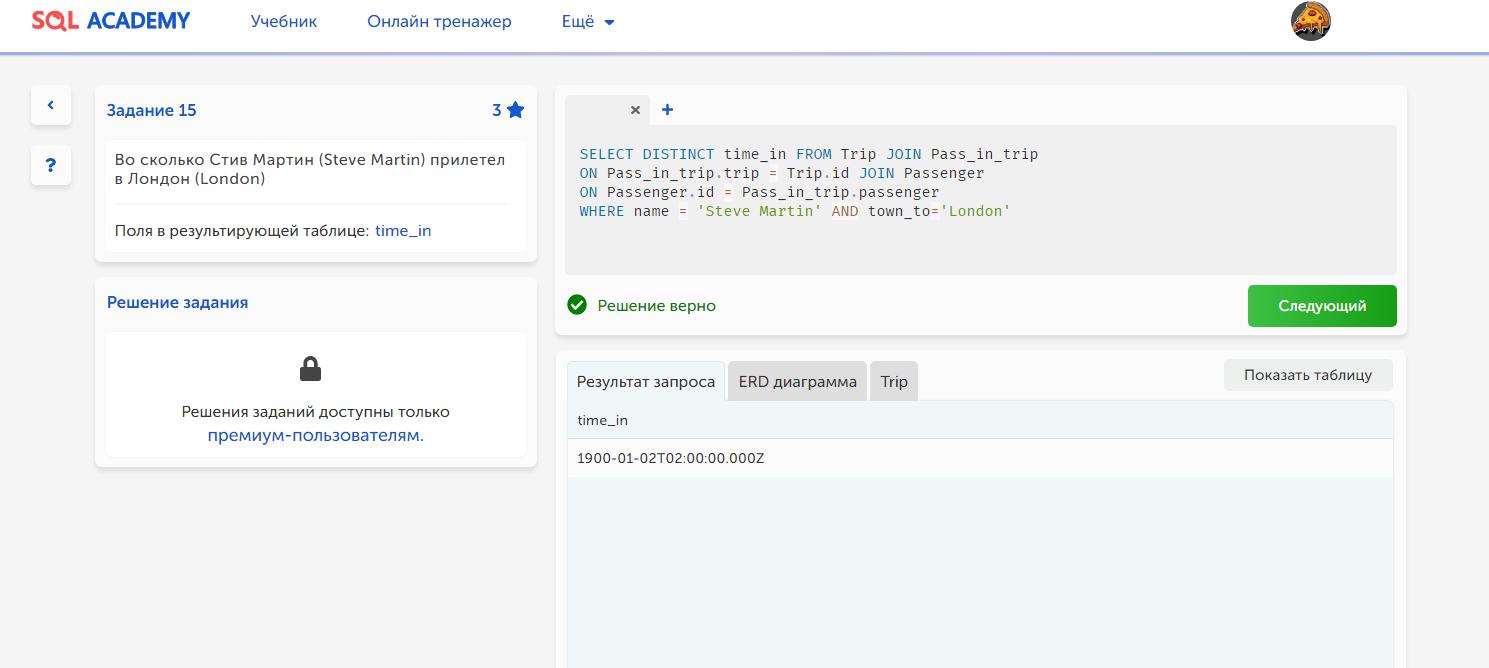 SQL ACADEMY
Учебник
Онлайн тренажер
Ещё
Задание 15
3
?
Во сколько Стив Мартин (Steve Martin) прилетел
в Лондон (London)
Поля в результирующей таблице: time_in
Решение задания
Решения заданий доступны только
премиум-пользователям.
SELECT DISTINCT time_in FROM Trip JOIN Pass_in_trip
ON Pass_in_trip.trip = Trip.id JOIN Passenger
ON Passenger.id = Pass_in_trip.passenger
WHERE name = 'Steve Martin' AND town_to='London'
Решение верно
Следующий
Результат запроса
ERD диаграмма
Trip
Показать таблицу
time_in
1900-01-02T02:00:00.000Z